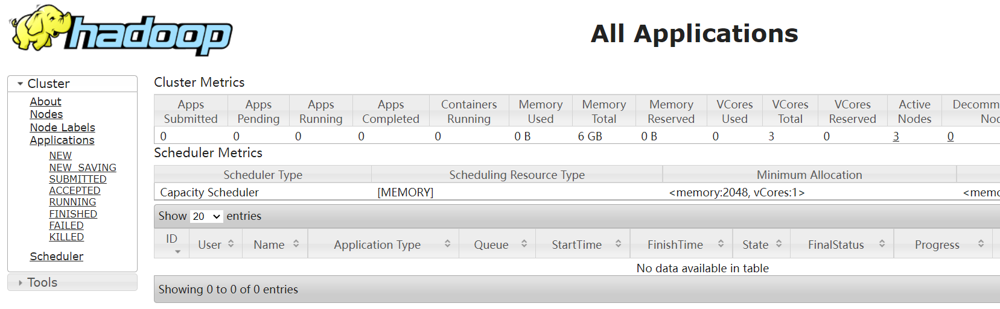 hadoop
All Applications
Cluster
About
Nodes
Node Labels
Applications
NEW
NEW_SAVING
SUBMITTED
ACCEPTED
RUNNING
FINISHED
FAILED
KILLED
Scheduler
Tools
Cluster Metrics
Apps Submitted Apps Pending Apps Running Apps Completed Containers Running Memory Used Memory Total Memory Reserved VCores Used VCores Total VCores Reserved Active Nodes
0 0 0 0 0 0 B 6 GB 0 B 0 3 0 3 0
Scheduler Metrics
Scheduler Type Scheduling Resource Type Minimum Allocation
Capacity Scheduler [MEMORY] <memory:2048, vCores:1>
Show 20 entries
ID User Name Application Type Queue StartTime FinishTime State FinalStatus Progress
No data available in table
Showing 0 to 0 of 0 entries